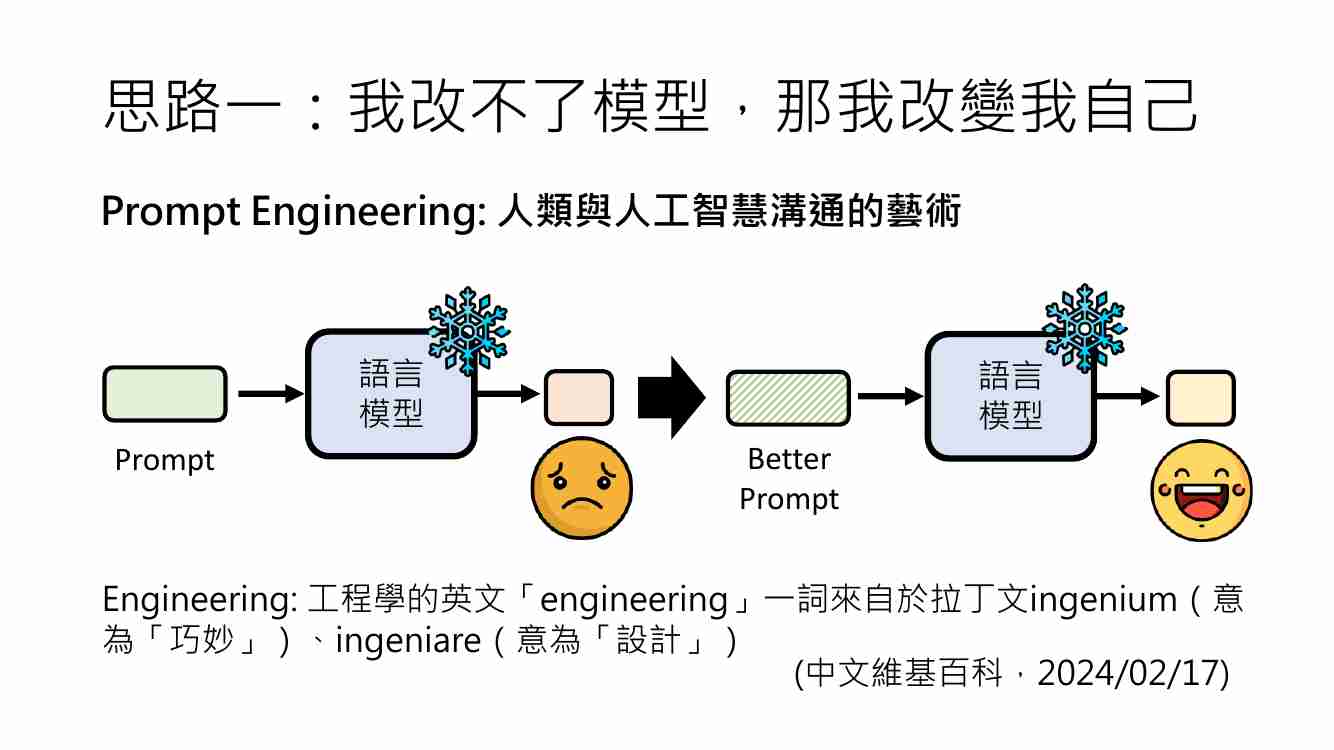 思路一：我改不了模型，那我改變我自己
Prompt Engineering: 人類與人工智慧溝通的藝術
語言
模型
語言
模型
Prompt
Better
Prompt
Engineering: 工程學的英文「engineering」一詞來自於拉丁文ingenium（意
為「巧妙」）、ingeniare（意為「設計」）
(中文維基百科，2024/02/17)